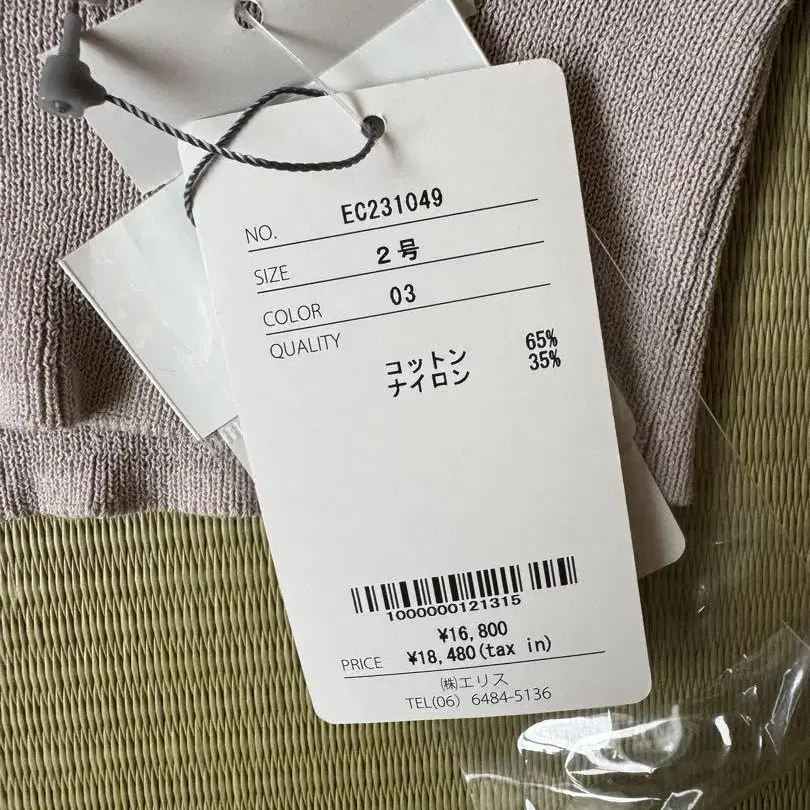 NO. EC231049
SIZE 2号
COLOR 03
QUALITY
コットン 65%
ナイロン 35%
1000000121315
¥16,800
PRICE ¥18,480(tax in)
㈱エリス
TEL(06) 6484-5136